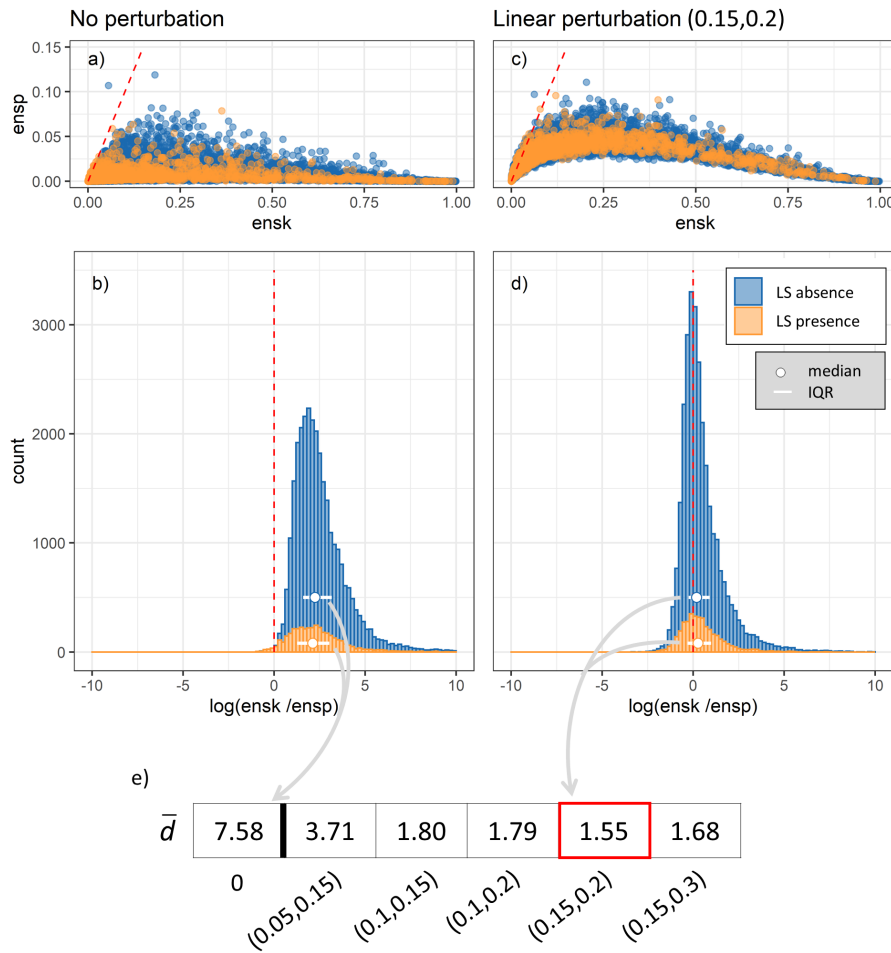 No perturbation
Linear perturbation (0.15,0.2)
a)
ensp
0.15
0.10
0.05
0.00
0.00 0.25 0.50 0.75 1.00
ensk
c)
0.00 0.25 0.50 0.75 1.00
ensk
b)
count
3000
2000
1000
0
-10 -5 0 5 10
log(ensk /ensp)
d)
LS absence
LS presence
median
IQR
-10 -5 0 5 10
log(ensk /ensp)
e)
d 7.58 3.71 1.80 1.79 1.55 1.68
0 (0.05,0.15) (0.1,0.15) (0.1,0.2) (0.15,0.2) (0.15,0.3)